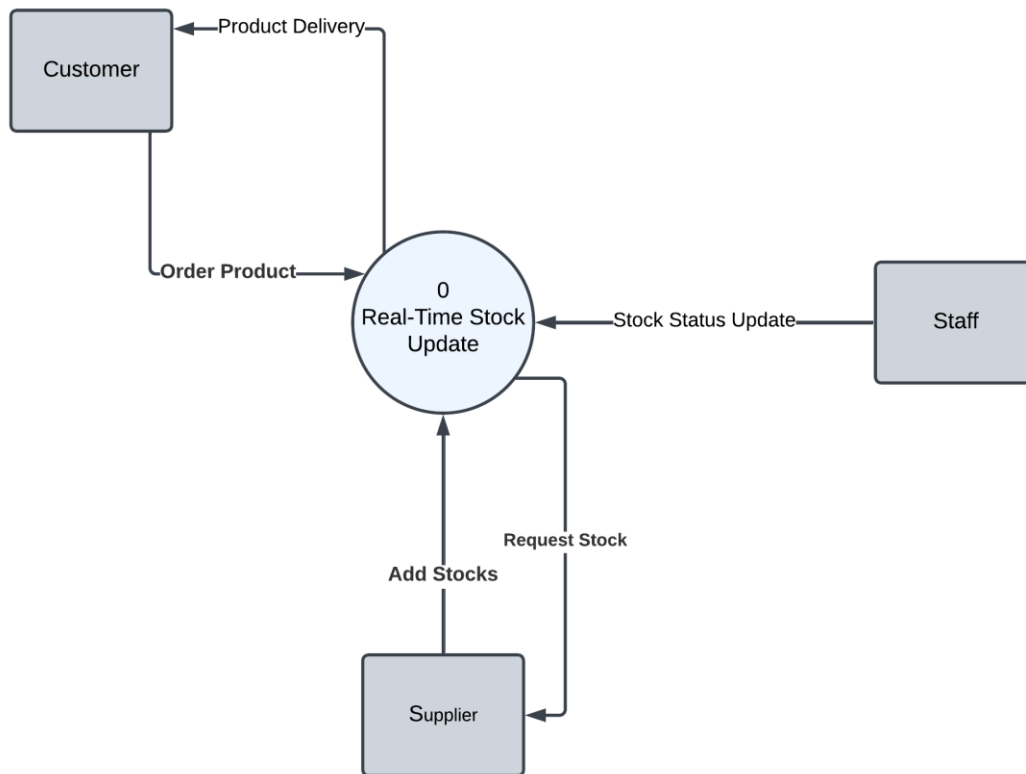 Product Delivery
Customer
Order Product
0
Real-Time Stock
Update
Stock Status Update
Staff
Request Stock
Add Stocks
Supplier